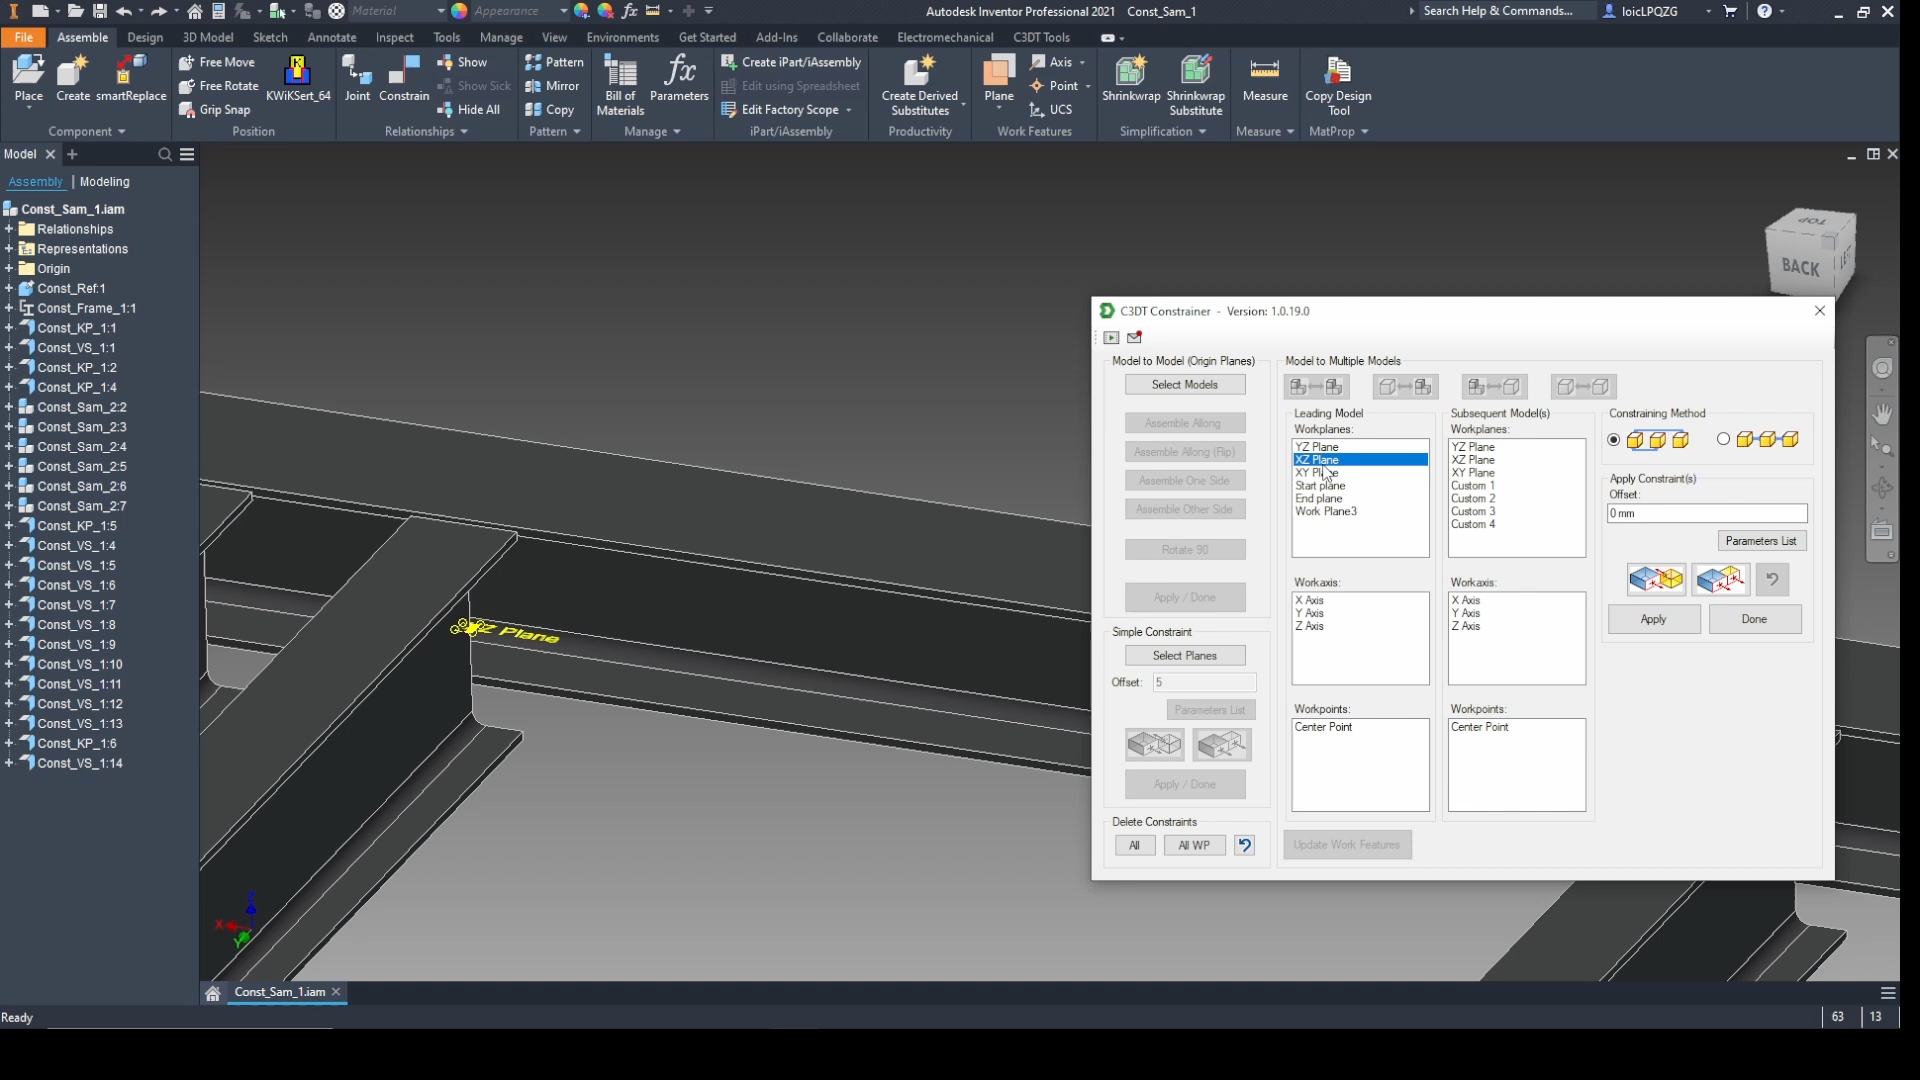 Material
Appearance
Autodesk Inventor Professional 2021 Const_Sam_1
Search Help & Commands...
loicLPQZG
File Assemble Design 3D Model Sketch Annotate Inspect Tools Manage View Environments Get Started Add-Ins Collaborate Electromechanical C3DT Tools
Place
Create
smartReplace
Component
Free Move
Free Rotate
Grip Snap
KWiKSert_64
Position
Joint
Constrain
Show
Show Sick
Hide All
Relationships
Pattern
Mirror
Copy
Pattern
Bill of
Materials
Parameters
Manage
Create iPart/iAssembly
Edit using Spreadsheet
Edit Factory Scope
iPart/iAssembly
Create Derived
Substitutes
Productivity
Plane
Axis
Point
UCS
Work Features
Shrinkwrap
Shrinkwrap
Substitute
Simplification
Measure
Measure
Copy Design
Tool
MatProp
Model
Assembly | Modeling
Const_Sam_1.iam
Relationships
Representations
Origin
Const_Ref:1
Const_Frame_1:1
Const_KP_1:1
Const_VS_1:1
Const_KP_1:2
Const_KP_1:4
Const_Sam_2:2
Const_Sam_2:3
Const_Sam_2:4
Const_Sam_2:5
Const_Sam_2:6
Const_Sam_2:7
Const_KP_1:5
Const_VS_1:4
Const_VS_1:5
Const_VS_1:6
Const_VS_1:7
Const_VS_1:8
Const_VS_1:9
Const_VS_1:10
Const_VS_1:11
Const_VS_1:12
Const_VS_1:13
Const_KP_1:6
Const_VS_1:14
XZ Plane
X
Y
Z
TOP
BACK
C3DT Constrainer - Version: 1.0.19.0
Model to Model (Origin Planes)
Select Models
Assemble Along
Assemble Allong (Flip)
Assemble One Side
Assemble Other Side
Rotate 90
Apply / Done
Simple Constraint
Select Planes
Offset: 5
Parameters List
Apply / Done
Delete Constraints
All
All WP
Model to Multiple Models
Leading Model
Workplanes:
YZ Plane
XZ Plane
XY Plane
Start plane
End plane
Work Plane3
Workaxis:
X Axis
Y Axis
Z Axis
Workpoints:
Center Point
Update Work Features
Subsequent Model(s)
Workplanes:
YZ Plane
XZ Plane
XY Plane
Custom 1
Custom 2
Custom 3
Custom 4
Workaxis:
X Axis
Y Axis
Z Axis
Workpoints:
Center Point
Constraining Method
Apply Constraint(s)
Offset:
0 mm
Parameters List
Apply
Done
Const_Sam_1.iam
Ready
63
13